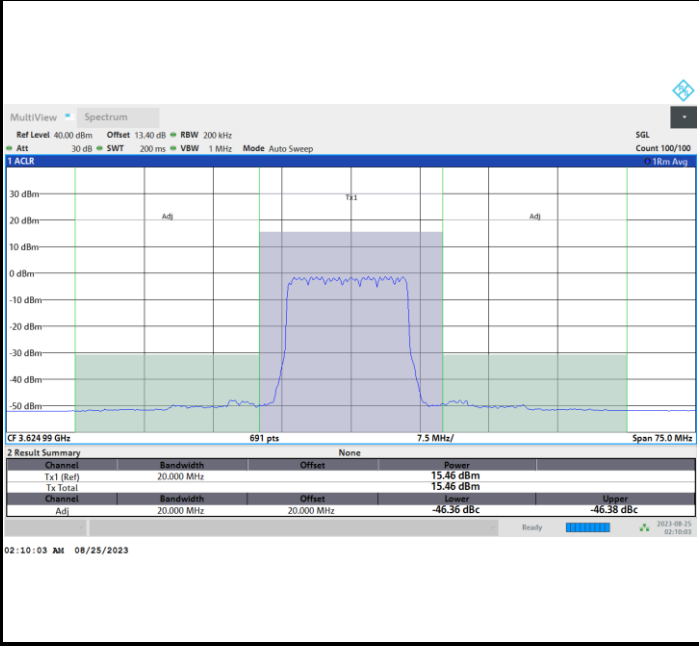 MultiView Spectrum
Ref Level 40.00 dBm Offset 13.40 dB RBW 200 kHz SGL
Att 30 dB SWT 200 ms VBW 1 MHz Mode Auto Sweep Count 100/100
1 ACLR 1Rm Avg
30 dBm
Tx1
20 dBm
Adj Adj
10 dBm
0 dBm
-10 dBm
-20 dBm
-30 dBm
-40 dBm
-50 dBm
CF 3.624 99 GHz 691 pts 7.5 MHz/ Span 75.0 MHz
2 Result Summary None
Channel Bandwidth Offset Power
Tx1 (Ref) 20.000 MHz 15.46 dBm
Tx Total 15.46 dBm
Channel Bandwidth Offset Lower Upper
Adj 20.000 MHz 20.000 MHz -46.36 dBc -46.38 dBc
Ready 2023-08-25
02:10:03
02:10:03 AM 08/25/2023